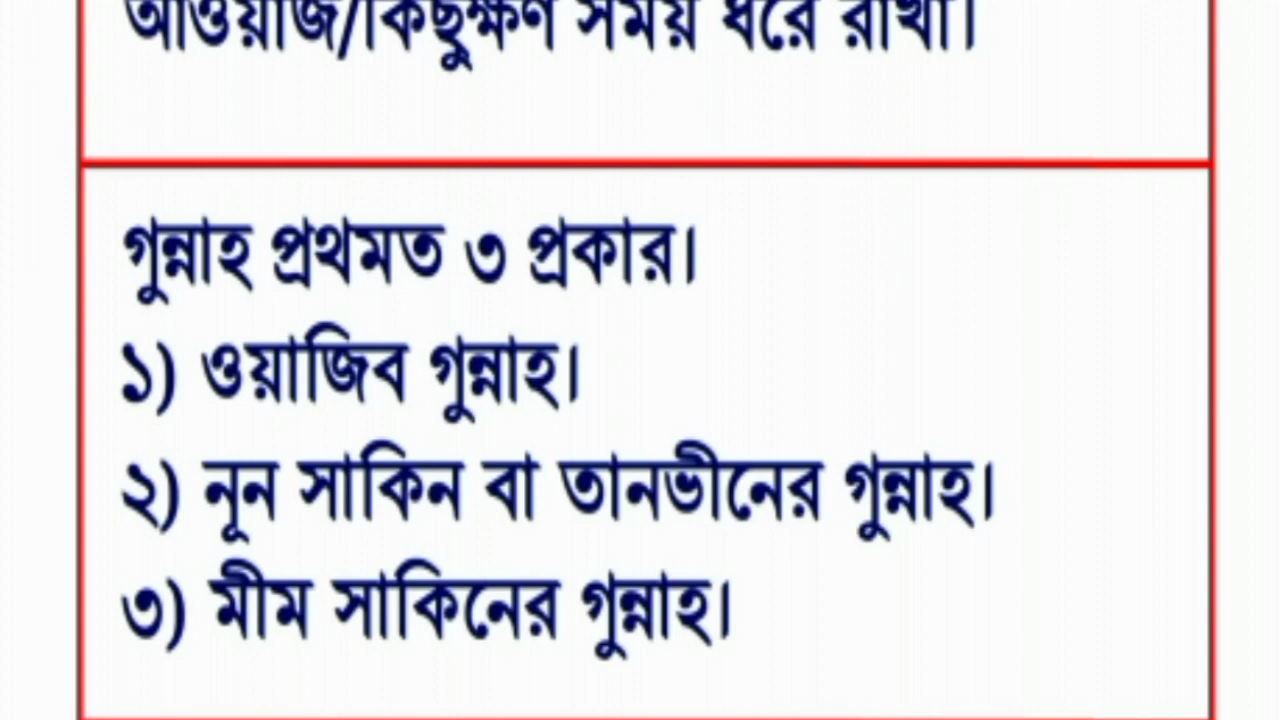 আওয়াজ/কিছুক্ষণ সময় ধরে রাখা।
গুন্নাহ প্রথমত ৩ প্রকার।
১) ওয়াজিব গুন্নাহ।
২) নূন সাকিন বা তানভীনের গুন্নাহ।
৩) মীম সাকিনের গুন্নাহ।